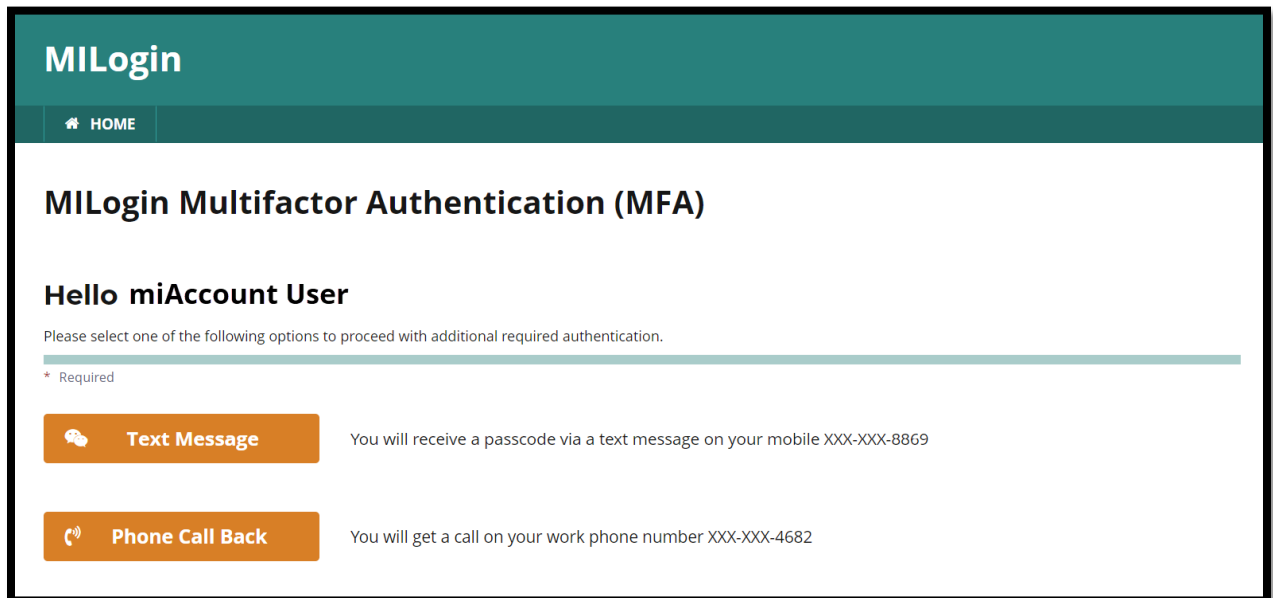 MILogin
HOME
MILogin Multifactor Authentication (MFA)
Hello miAccount User
Please select one of the following options to proceed with additional required authentication.
* Required
Text Message You will receive a passcode via a text message on your mobile XXX-XXX-8869
Phone Call Back You will get a call on your work phone number XXX-XXX-4682